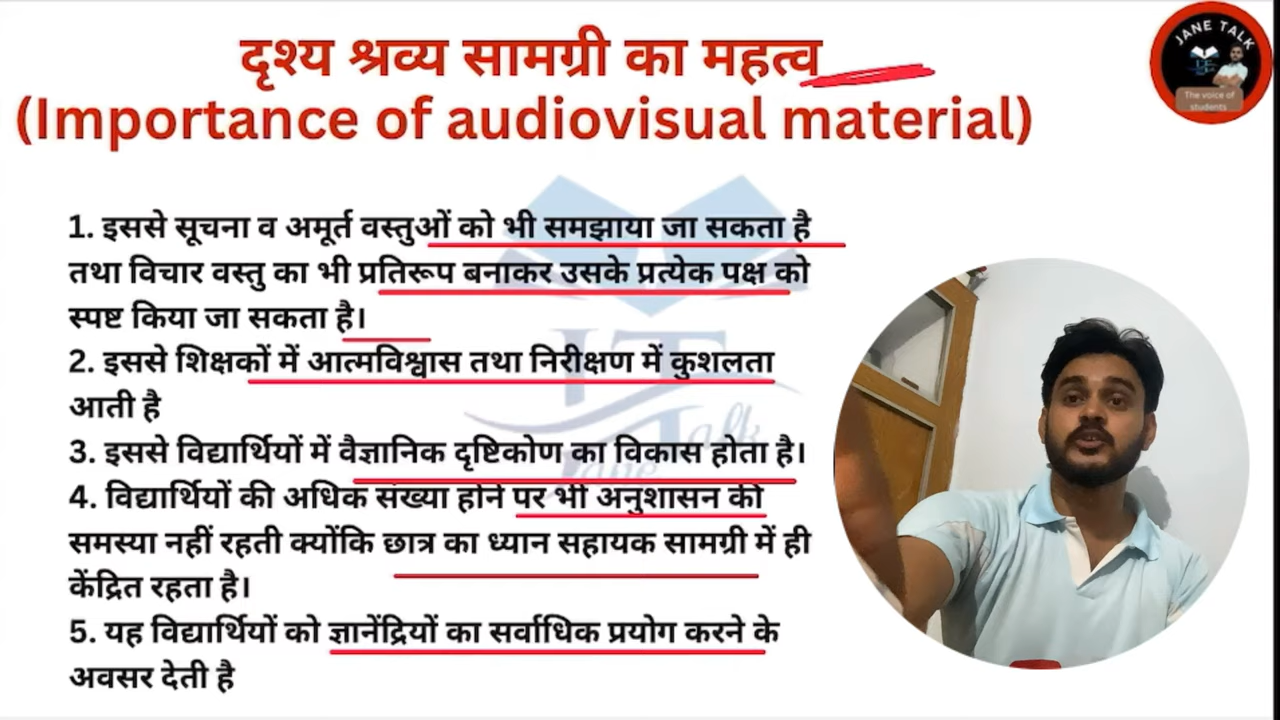 दृश्य श्रव्य सामग्री का महत्व
(Importance of audiovisual material)
JANE TALK
The voice of
students
1. इससे सूचना व अमूर्त वस्तुओं को भी समझाया जा सकता है
तथा विचार वस्तु का भी प्रतिरूप बनाकर उसके प्रत्येक पक्ष को
स्पष्ट किया जा सकता है।
2. इससे शिक्षकों में आत्मविश्वास तथा निरीक्षण में कुशलता
आती है
3. इससे विद्यार्थियों में वैज्ञानिक दृष्टिकोण का विकास होता है।
4. विद्यार्थियों की अधिक संख्या होने पर भी अनुशासन की
समस्या नहीं रहती क्योंकि छात्र का ध्यान सहायक सामग्री में ही
केंद्रित रहता है।
5. यह विद्यार्थियों को ज्ञानेंद्रियों का सर्वाधिक प्रयोग करने के
अवसर देती है